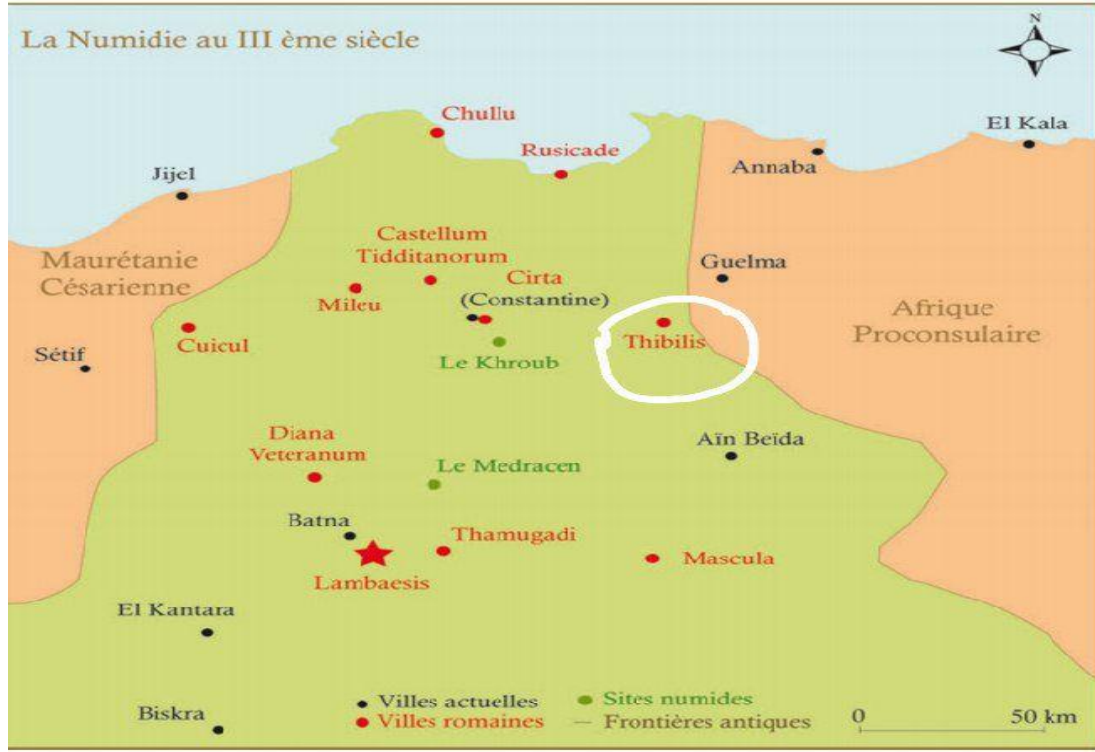 La Numidie au III ème siècle
N
Chullu
El Kala
Rusicade
Annaba
Jijel
Castellum
Tidditanorum
Maurétanie
Césarienne
Guelma
Cirta
(Constantine)
Mileu
Afrique
Proconsulaire
Cuicul
Thibilis
Sétif
Le Khroub
Diana
Veteranum
Aïn Beïda
Le Medracen
Batna
Thamugadi
Mascula
Lambaesis
El Kantara
Biskra
Villes actuelles
Villes romaines
Sites numides
Frontières antiques
0
50 km